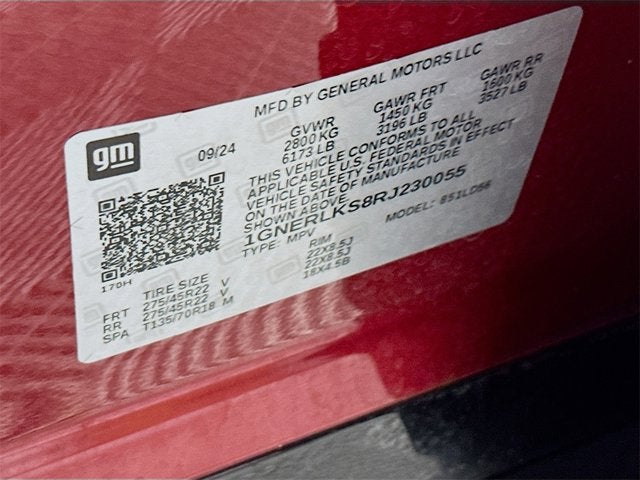 MFD BY GENERAL MOTORS LLC
gm
09/24
GVWR GAWR FRT GAWR RR
2800 KG 1450 KG 1600 KG
6173 LB 3196 LB 3527 LB
THIS VEHICLE CONFORMS TO ALL
APPLICABLE U.S. FEDERAL MOTOR
VEHICLE SAFETY STANDARDS IN EFFECT
ON THE DATE OF MANUFACTURE
SHOWN ABOVE.
1GNERLKS8RJ230055
TYPE: MPV MODEL: 851LD56
170H
TIRE SIZE RIM
FRT 275/45R22 V 22X8.5J
RR 275/45R22 V 22X8.5J
SPA T135/70R18 M 18X4.5B